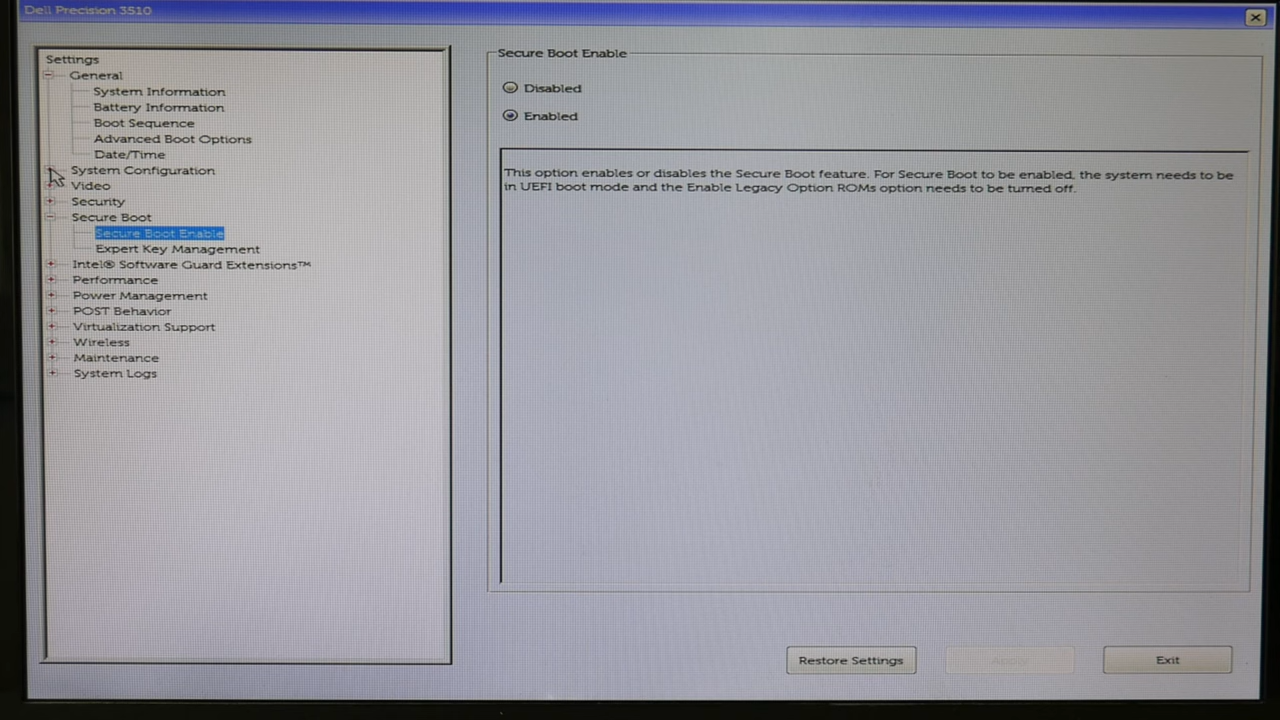 Dell Precision 3510
Settings
General
System Information
Battery Information
Boot Sequence
Advanced Boot Options
Date/Time
System Configuration
Video
Security
Secure Boot
Secure Boot Enable
Expert Key Management
Intel® Software Guard Extensions™
Performance
Power Management
POST Behavior
Virtualization Support
Wireless
Maintenance
System Logs
Secure Boot Enable
Disabled
Enabled
This option enables or disables the Secure Boot feature. For Secure Boot to be enabled, the system needs to be
in UEFI boot mode and the Enable Legacy Option ROMs option needs to be turned off.
Restore Settings
Apply
Exit